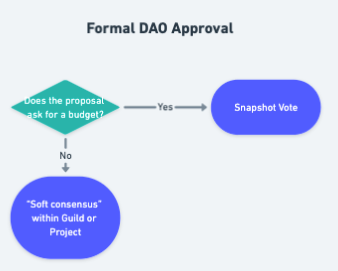 Formal DAO Approval
Does the proposal
ask for a budget?
Yes
Snapshot Vote
No
"Soft consensus"
within Guild or
Project